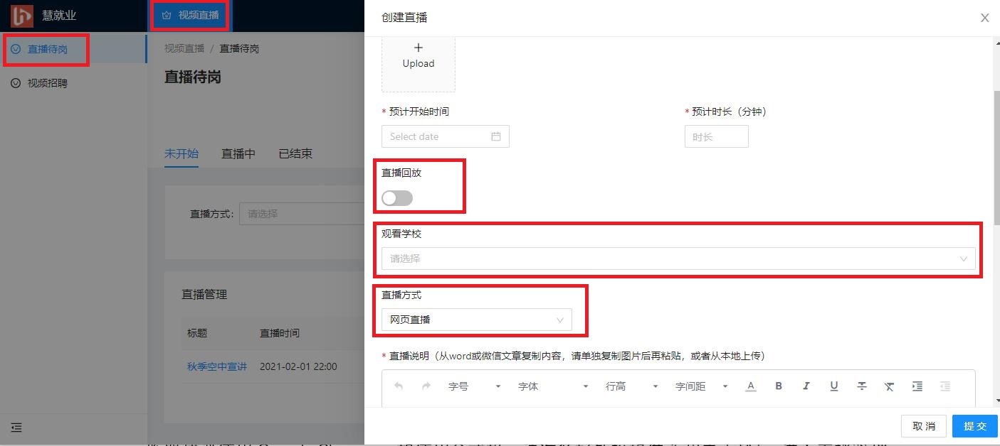 慧就业
视频直播
直播待岗
视频招聘
视频直播 / 直播待岗
直播待岗
未开始 直播中 已结束
直播方式: 请选择
直播管理
标题 直播时间
秋季空中宣讲 2021-02-01 22:00
创建直播
Upload
* 预计开始时间 * 预计时长（分钟）
Select date 时长
直播回放
观看学校
请选择
直播方式
网页直播
* 直播说明（从word或微信文章复制内容，请单独复制图片后再粘贴，或者从本地上传）
字号 字体 行高 字间距 A B I U
取 消 提 交